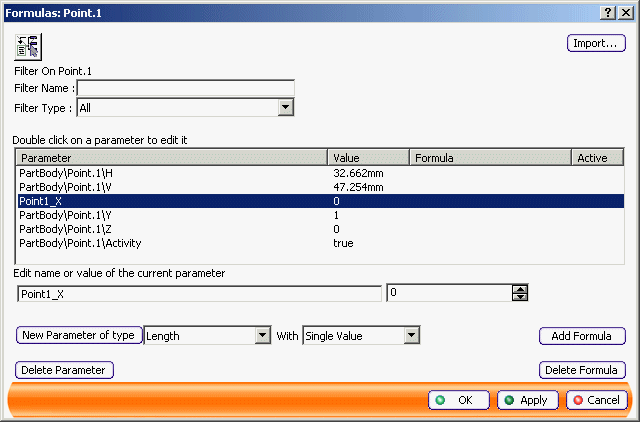 Formulas: Point.1
Import...
Filter On Point.1
Filter Name :
Filter Type : All
Double click on a parameter to edit it
Parameter Value Formula Active
PartBody\Point.1\H 32.662mm
PartBody\Point.1\V 47.254mm
Point1_X 0
PartBody\Point.1\Y 1
PartBody\Point.1\Z 0
PartBody\Point.1\Activity true
Edit name or value of the current parameter
Point1_X 0
New Parameter of type Length With Single Value Add Formula
Delete Parameter Delete Formula
OK Apply Cancel